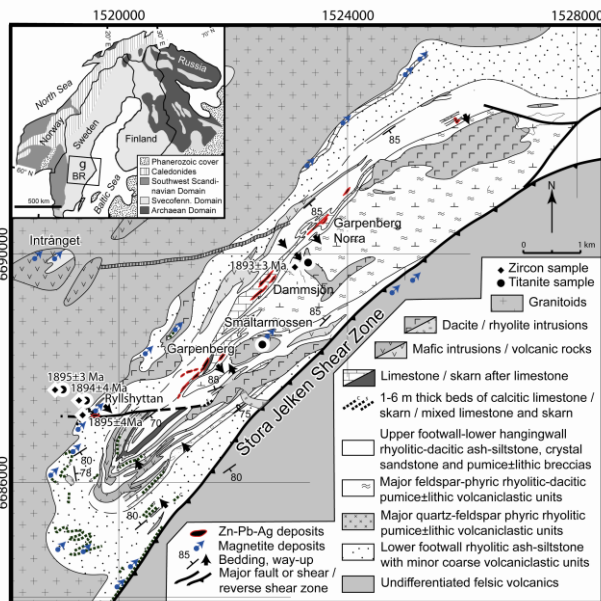 1520000
1524000
1528000
North Sea
Norway
Sweden
Finland
Russia
Baltic Sea
g
BR
20° E
60° N
500 km
Phanerozoic cover
Caledonides
Southwest Scandi-
navian Domain
Svecofenn. Domain
Archaean Domain
6690000
6686000
Intrånget
85
85
85
Garpenberg
Norra
1893±3 Ma
Dammsjön
Smältarmossen
85
Garpenberg
88
1895±3 Ma
1894±4 Ma
Ryllshyttan
1895±4Ma
70
75
80
78
80
80
Stora Jelken Shear Zone
N
0 1 km
Zircon sample
Titanite sample
Granitoids
Dacite / rhyolite intrusions
Mafic intrusions / volcanic rocks
Limestone / skarn after limestone
1-6 m thick beds of calcitic limestone /
skarn / mixed limestone and skarn
Upper footwall-lower hangingwall
rhyolitic-dacitic ash-siltstone, crystal
sandstone and pumice±lithic breccias
Major feldspar-phyric rhyolitic-dacitic
pumice±lithic volcaniclastic units
Major quartz-feldspar phyric rhyolitic
pumice±lithic volcaniclastic units
Lower footwall rhyolitic ash-siltstone
with minor coarse volcaniclastic units
Undifferentiated felsic volcanics
Zn-Pb-Ag deposits
Magnetite deposits
85 Bedding, way-up
Major fault or shear /
reverse shear zone